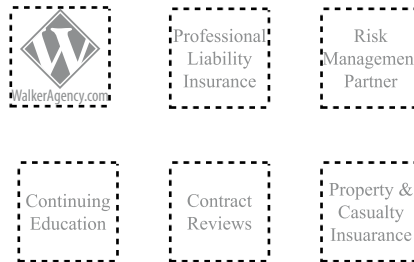 W
WalkerAgency.com
Professional
Liability
Insurance
Risk
Managemen
Partner
Continuing
Education
Contract
Reviews
Property &
Casualty
Insuarance